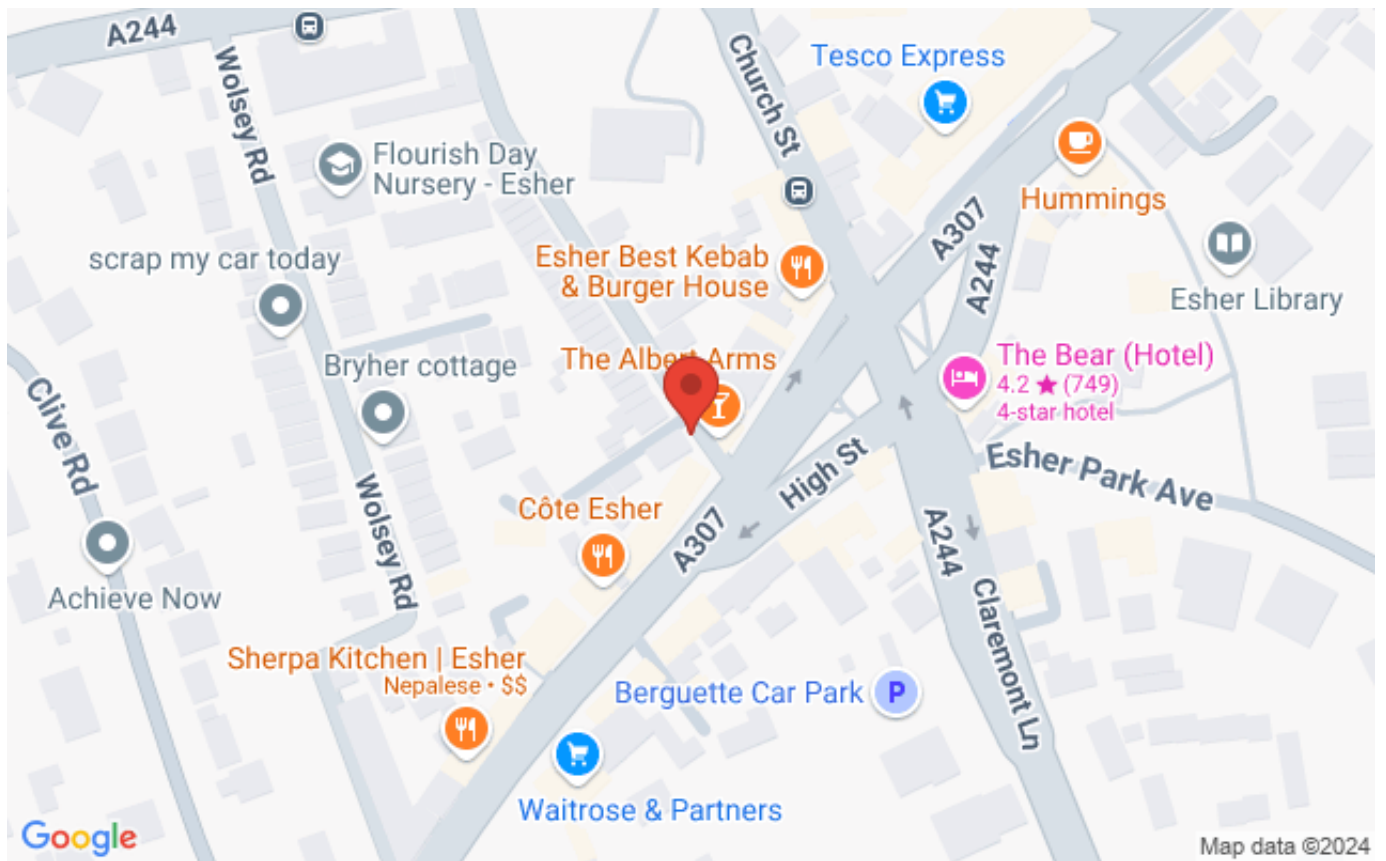 A244
Wolsey Rd
Church St
Tesco Express
Flourish Day
Nursery - Esher
Hummings
A307
A244
scrap my car today
Esher Best Kebab
& Burger House
Esher Library
Bryher cottage
The Albert Arms
The Bear (Hotel)
4.2 ★ (749)
4-star hotel
Clive Rd
Esher Park Ave
High St
Côte Esher
Wolsey Rd
A307
A244
Achieve Now
Claremont Ln
Sherpa Kitchen | Esher
Nepalese • $$
Berguette Car Park
P
Waitrose & Partners
Google
Map data ©2024